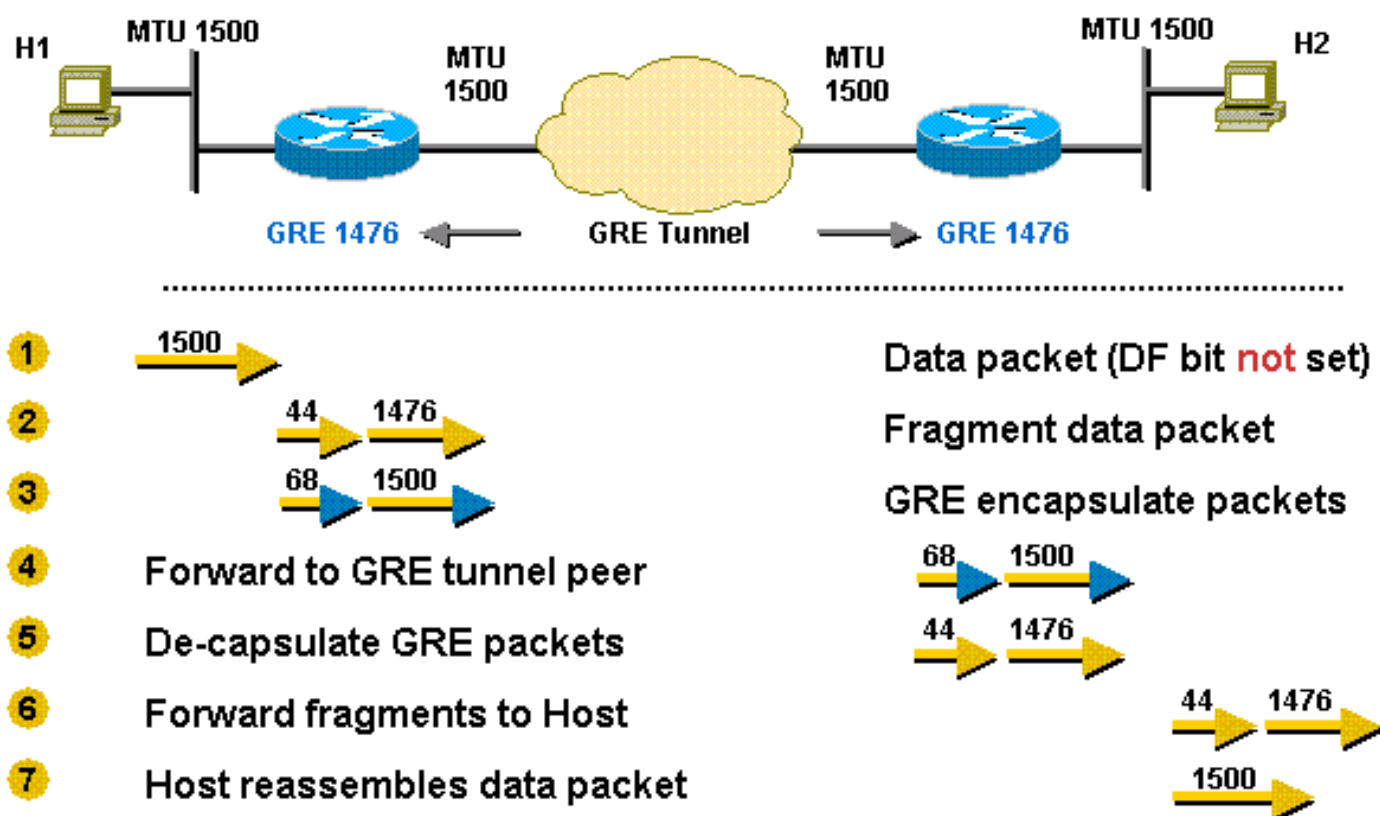 H1
MTU 1500
MTU
1500
MTU
1500
MTU 1500
H2
GRE 1476
GRE Tunnel
GRE 1476
1
1500
Data packet (DF bit not set)
2
44 1476
Fragment data packet
3
68 1500
GRE encapsulate packets
4
Forward to GRE tunnel peer
68 1500
5
De-capsulate GRE packets
44 1476
6
Forward fragments to Host
44 1476
7
Host reassembles data packet
1500